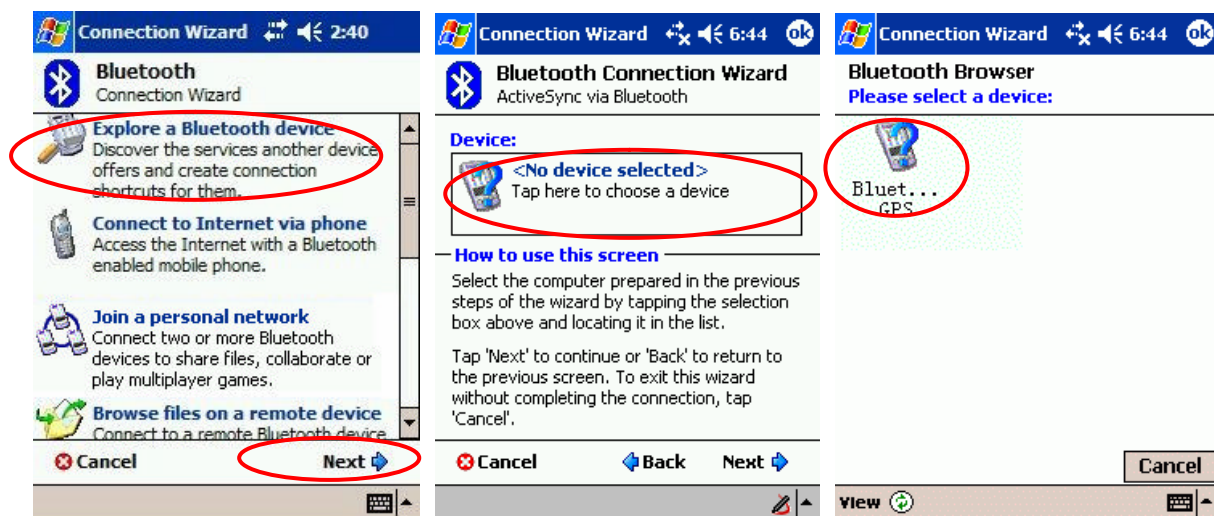 Connection Wizard 2:40
Bluetooth
Connection Wizard
Explore a Bluetooth device
Discover the services another device
offers and create connection
shortcuts for them.
Connect to Internet via phone
Access the Internet with a Bluetooth
enabled mobile phone.
Join a personal network
Connect two or more Bluetooth
devices to share files, collaborate or
play multiplayer games.
Browse files on a remote device
Connect to a remote Bluetooth device
Cancel Next
Connection Wizard 6:44 ok
Bluetooth Connection Wizard
ActiveSync via Bluetooth
Device:
<No device selected>
Tap here to choose a device
How to use this screen
Select the computer prepared in the previous
steps of the wizard by tapping the selection
box above and locating it in the list.
Tap 'Next' to continue or 'Back' to return to
the previous screen. To exit this wizard
without completing the connection, tap
'Cancel'.
Cancel Back Next
Connection Wizard 6:44 ok
Bluetooth Browser
Please select a device:
Bluet...
GPS
Cancel
View